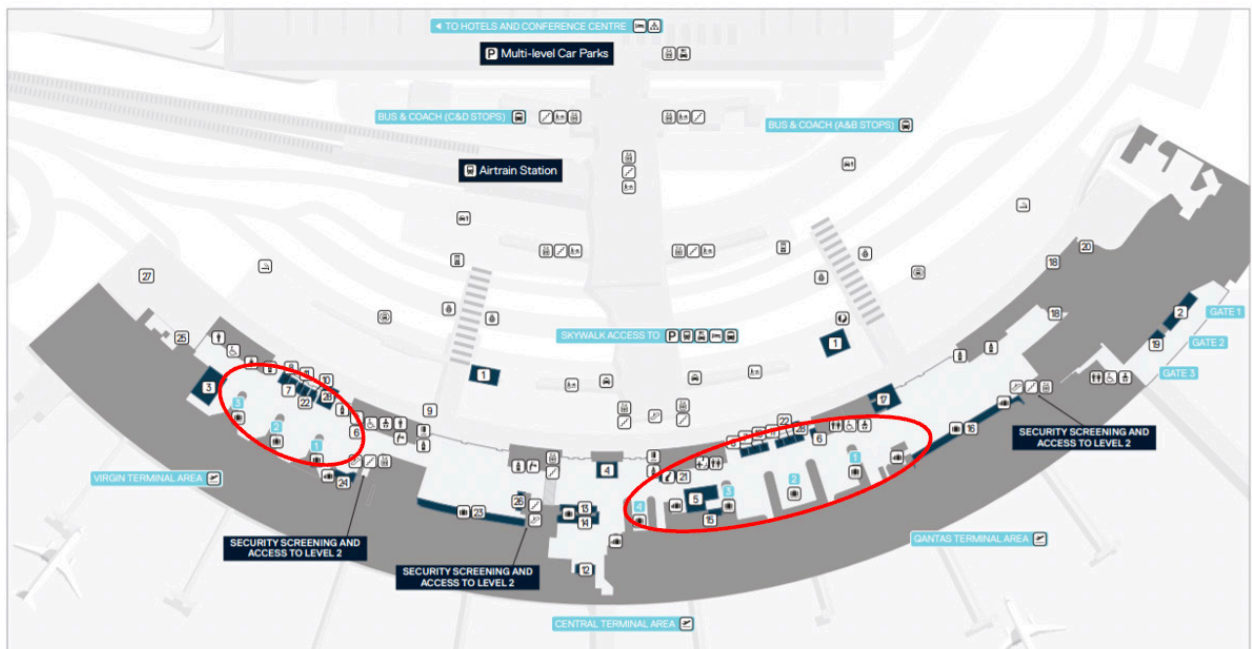 ◄ TO HOTELS AND CONFERENCE CENTRE
P Multi-level Car Parks
BUS & COACH (C&D STOPS)
BUS & COACH (A&B STOPS)
Airtrain Station
27
20
18
18
2
GATE 1
SKYWALK ACCESS TO P
1
25
19
GATE 2
1
GATE 3
3
7
22
10
28
9
17
3
2
1
6
22
28
6
16
SECURITY SCREENING AND
ACCESS TO LEVEL 2
4
21
1
2
3
VIRGIN TERMINAL AREA
24
26
5
4
23
13
14
15
SECURITY SCREENING AND
ACCESS TO LEVEL 2
QANTAS TERMINAL AREA
SECURITY SCREENING AND
ACCESS TO LEVEL 2
12
CENTRAL TERMINAL AREA